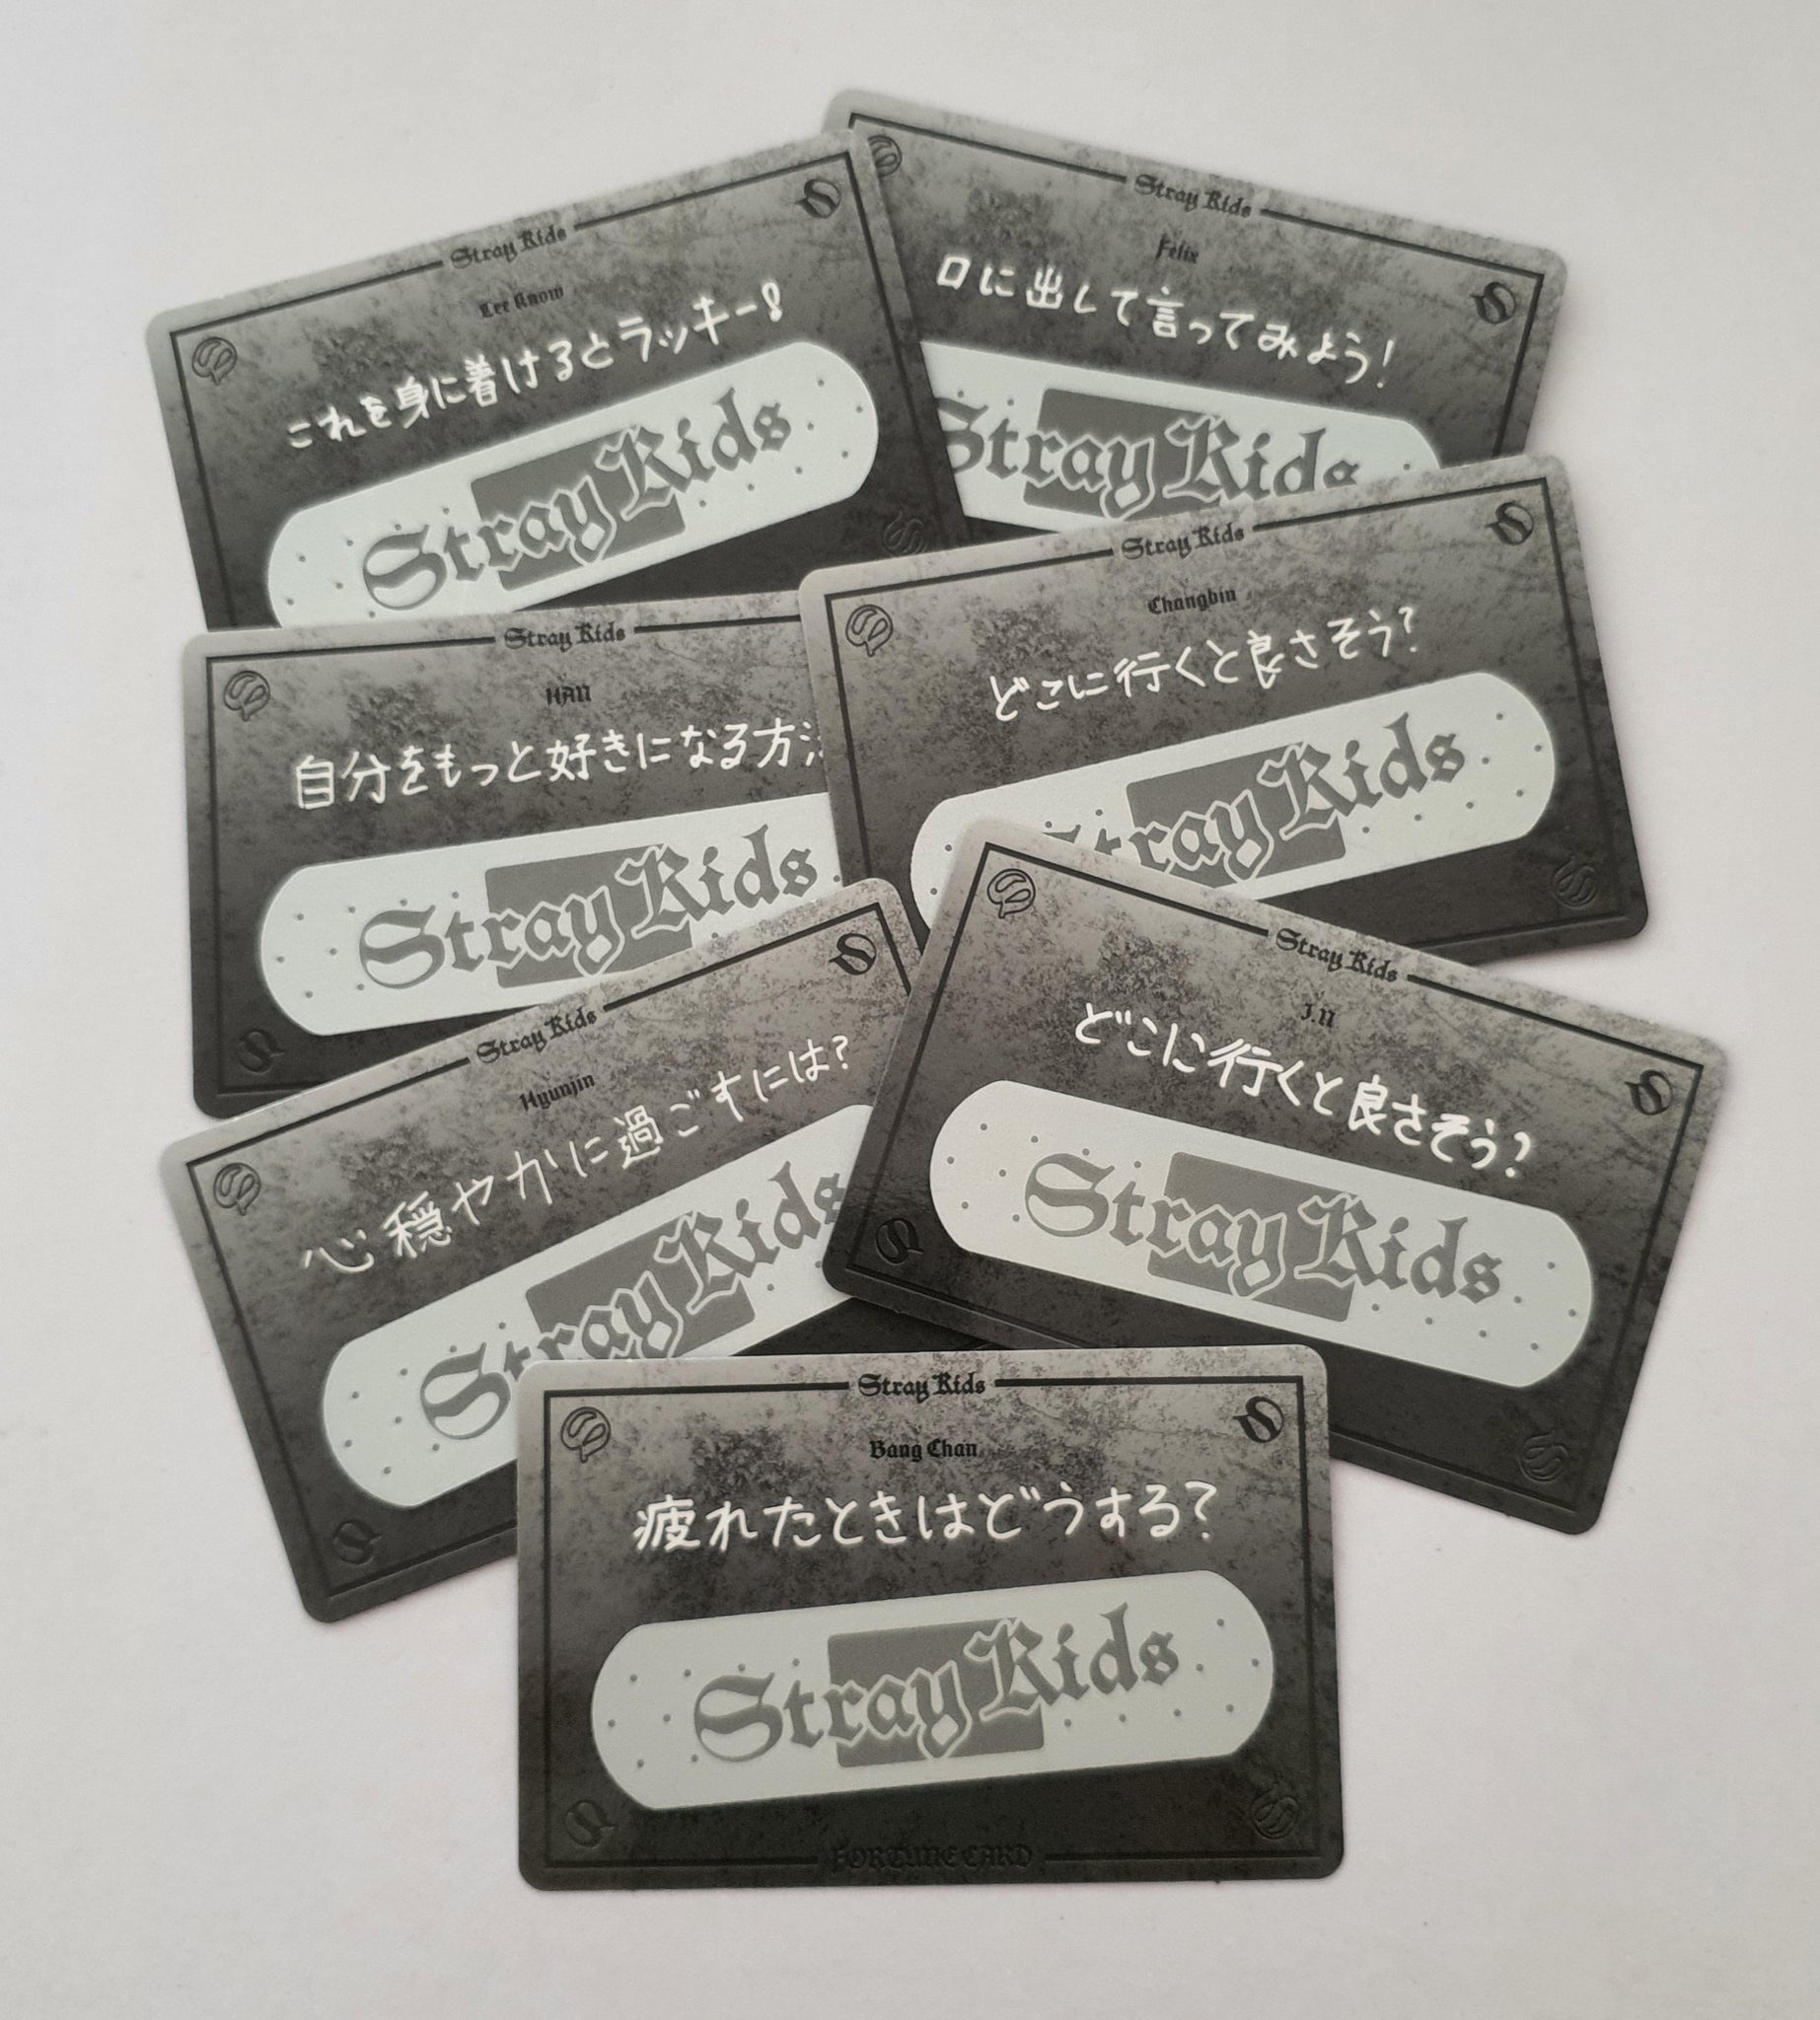 Stray Kids
Lee Know
これを身に着けるとラッキー!
Stray Kids
Stray Kids
Felix
口に出して言ってみよう!
Stray Kids
Stray Kids
HAN
自分をもっと好きになる方
Stray Kids
Stray Kids
Changbin
どこに行くと良さそう?
Stray Kids
Stray Kids
Hyunjin
心穏やかに過ごすには?
Stray Kids
Stray Kids
I.N
どこに行くと良さそう?
Stray Kids
Stray Kids
Bang Chan
疲れたときはどうする?
Stray Kids
FORTUNE CARD